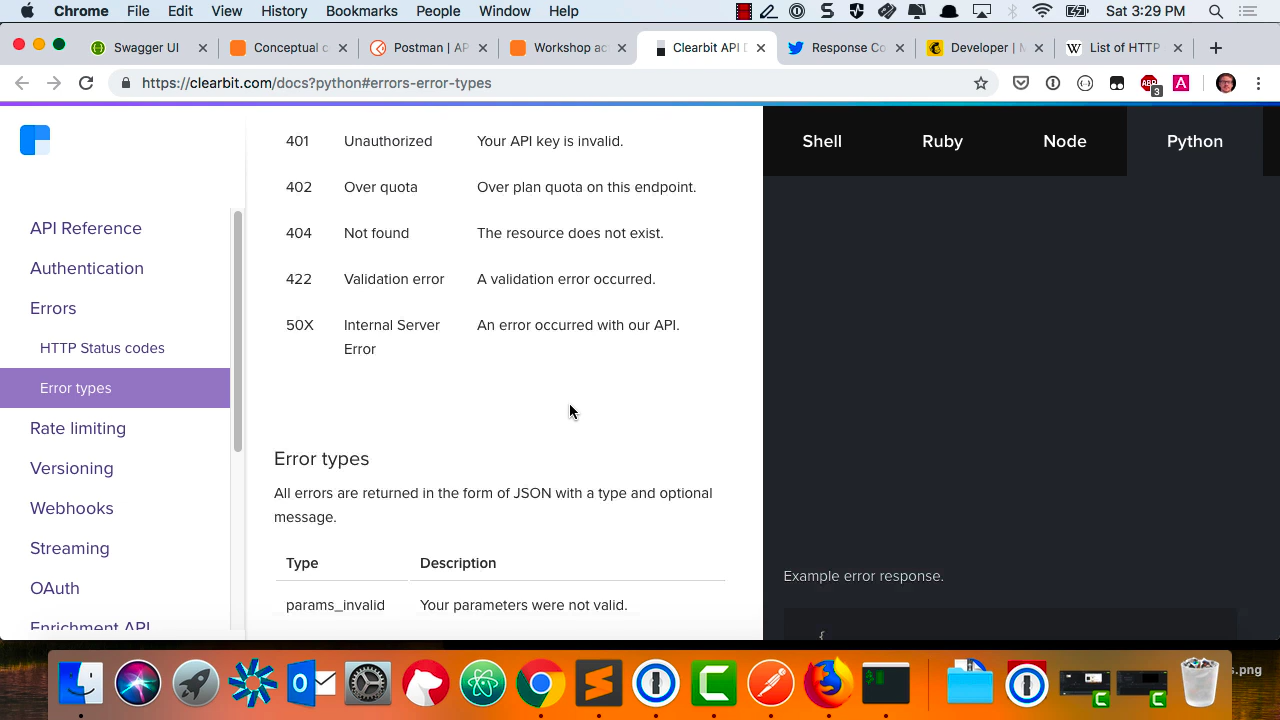 Chrome File Edit View History Bookmarks People Window Help Sat 3:29 PM
Swagger UI Conceptual c Postman | AP Workshop ac Clearbit API D Response Co Developer | M List of HTTP
https://clearbit.com/docs?python#errors-error-types
ABP
3
A
Shell Ruby Node Python
API Reference
Authentication
Errors
HTTP Status codes
Error types
Rate limiting
Versioning
Webhooks
Streaming
OAuth
Enrichment API
401 Unauthorized Your API key is invalid.
402 Over quota Over plan quota on this endpoint.
404 Not found The resource does not exist.
422 Validation error A validation error occurred.
50X Internal Server An error occurred with our API.
Error
Error types
All errors are returned in the form of JSON with a type and optional
message.
Type Description
params_invalid Your parameters were not valid.
Example error response.
{
s.png